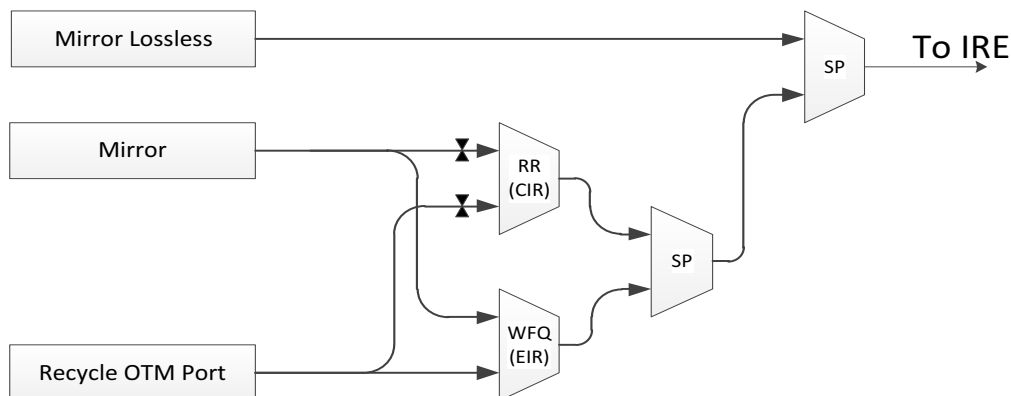 Mirror Lossless
SP
To IRE
Mirror
RR
(CIR)
SP
WFQ
(EIR)
Recycle OTM Port